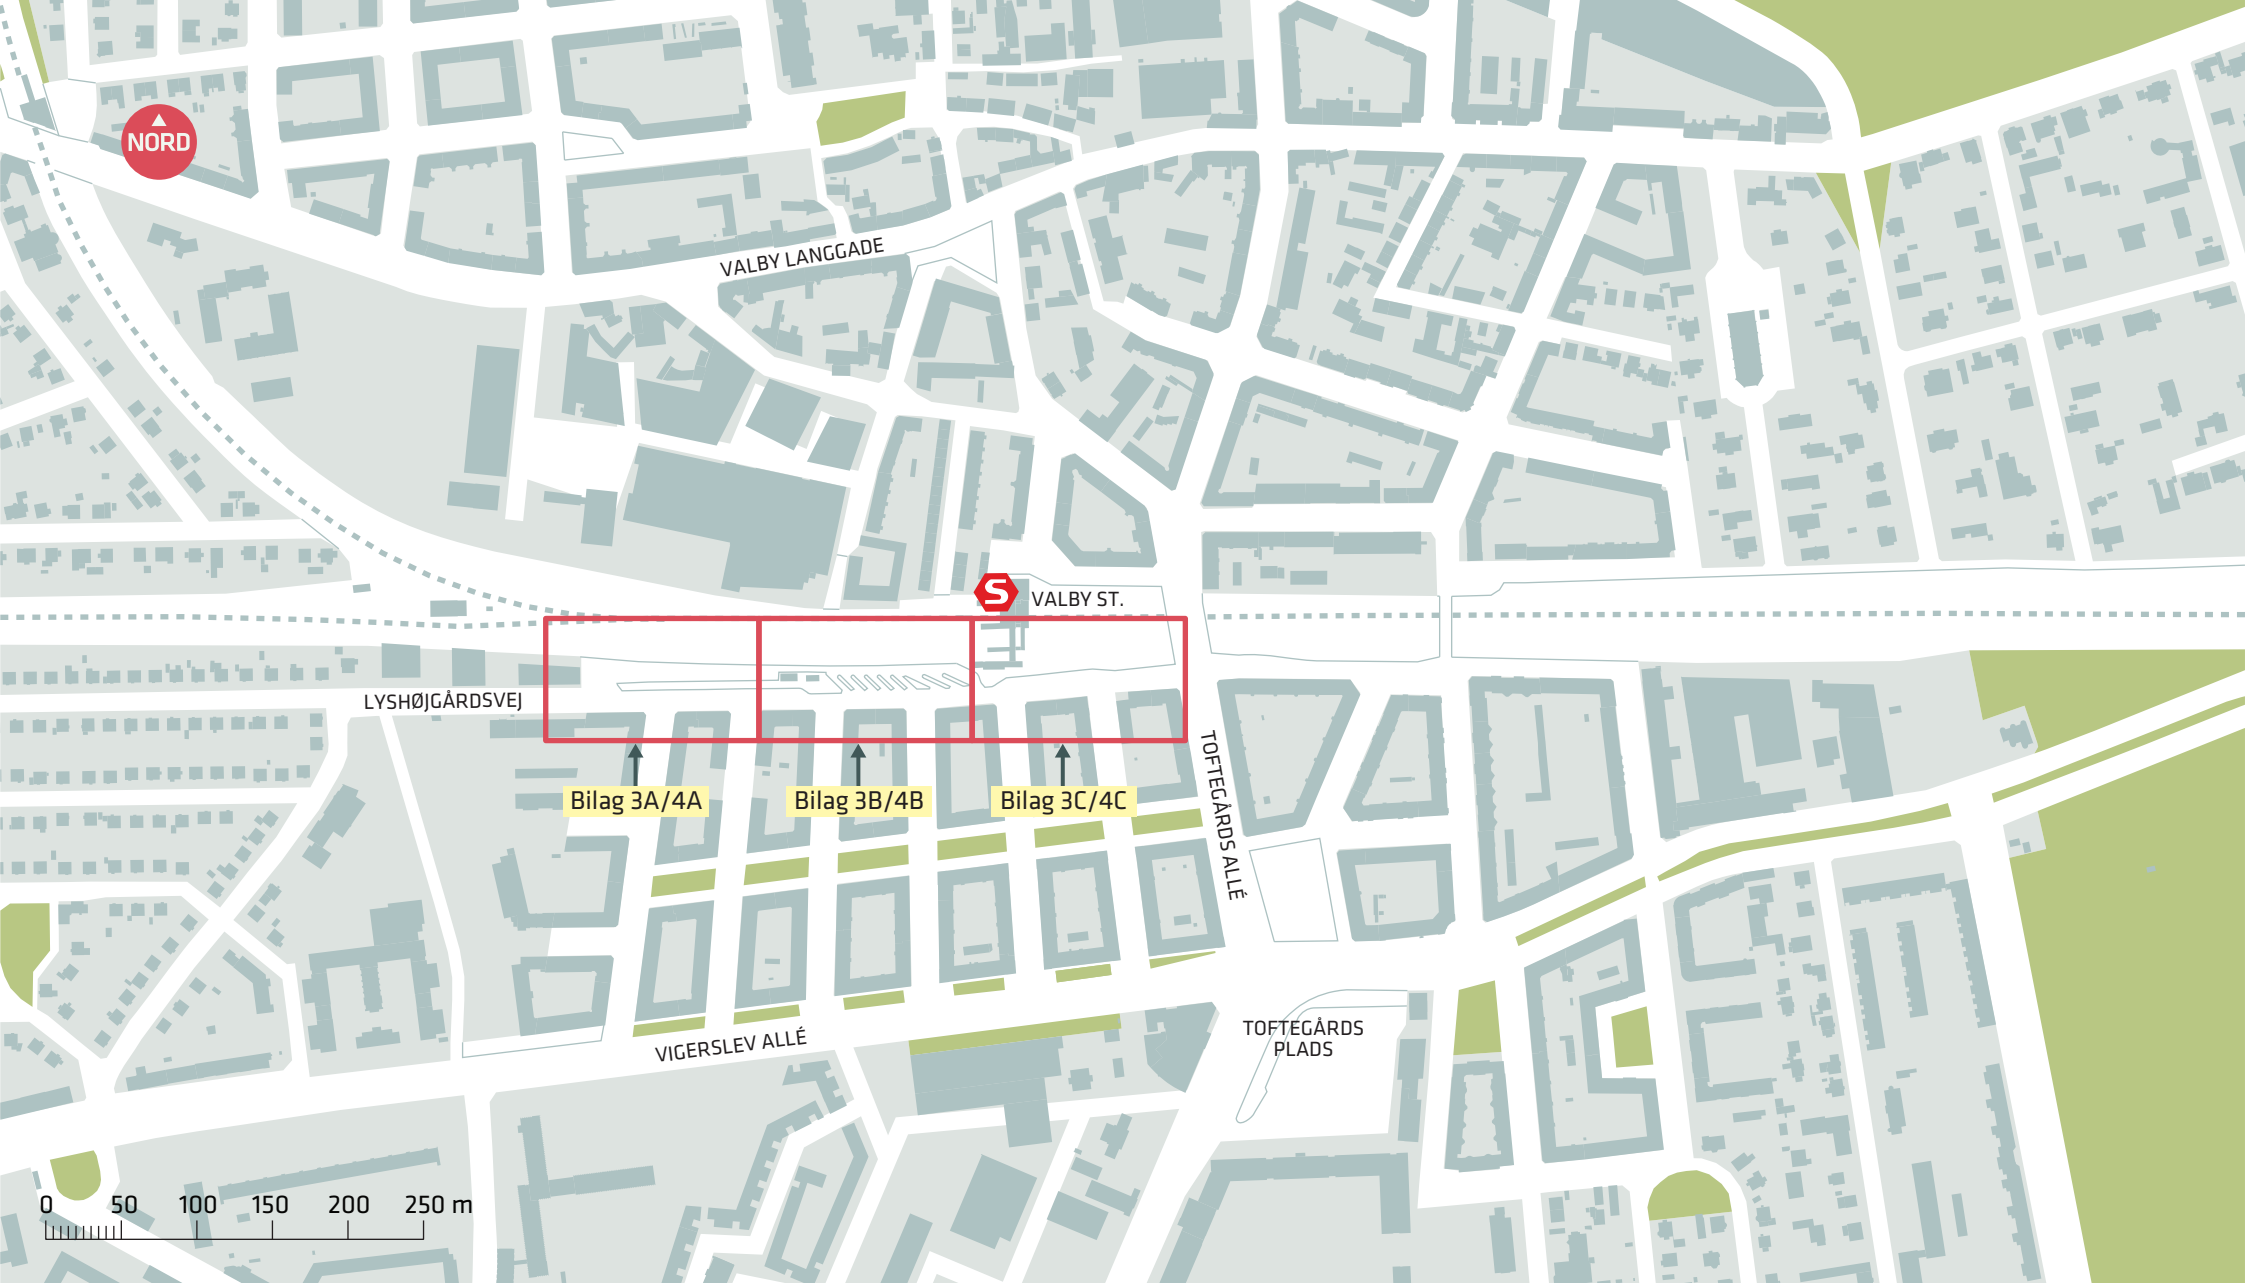 NORD
VALBY LANGGADE
S
VALBY ST.
LYSHØJGÅRDSVEJ
Bilag 3A/4A
Bilag 3B/4B
Bilag 3C/4C
TOFTEGÅRDS ALLÉ
VIGERSLEV ALLÉ
TOFTEGÅRDS
PLADS
0 50 100 150 200 250 m